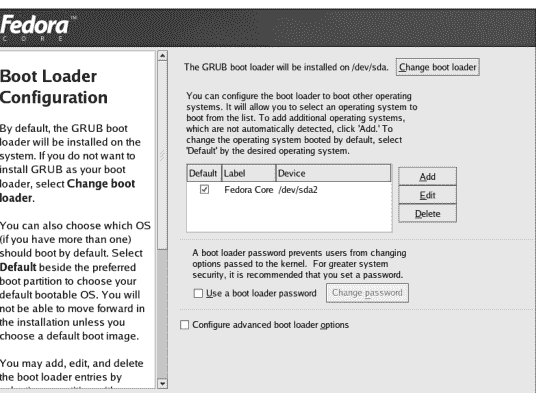 Fedora™
CORE
Boot Loader
Configuration
By default, the GRUB boot
loader will be installed on the
system. If you do not want to
install GRUB as your boot
loader, select Change boot
loader.
You can also choose which OS
(if you have more than one)
should boot by default. Select
Default beside the preferred
boot partition to choose your
default bootable OS. You will
not be able to move forward in
the installation unless you
choose a default boot image.
You may add, edit, and delete
the boot loader entries by
The GRUB boot loader will be installed on /dev/sda. Change boot loader
You can configure the boot loader to boot other operating
systems. It will allow you to select an operating system to
boot from the list. To add additional operating systems,
which are not automatically detected, click 'Add.' To
change the operating system booted by default, select
'Default' by the desired operating system.
Default Label Device
Fedora Core /dev/sda2
Add
Edit
Delete
A boot loader password prevents users from changing
options passed to the kernel. For greater system
security, it is recommended that you set a password.
Use a boot loader password Change password
Configure advanced boot loader options